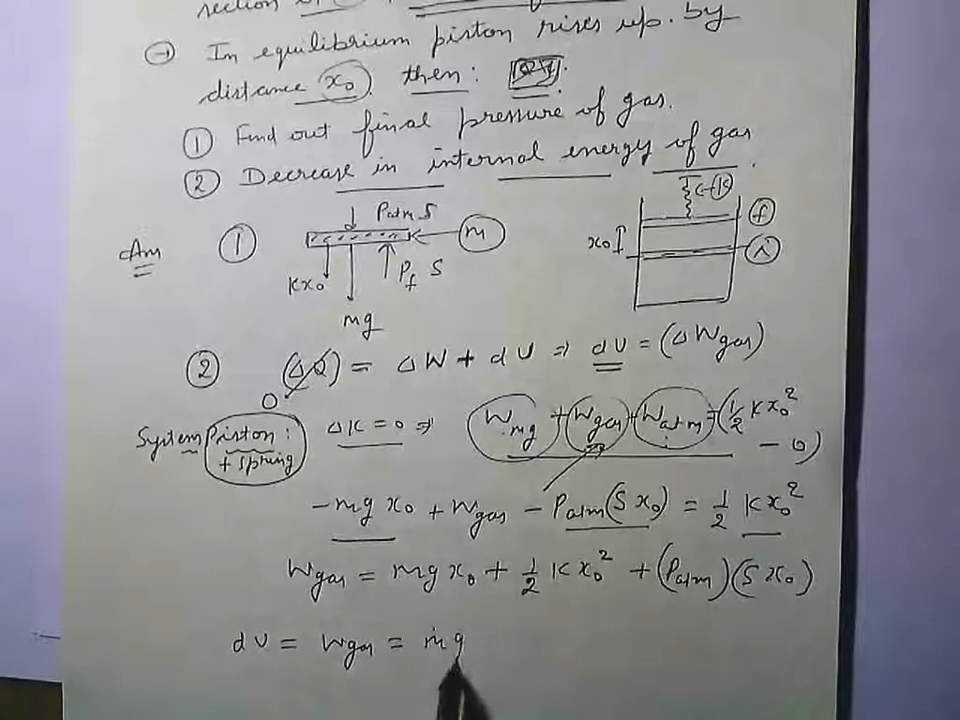 section of
→ In equilibrium piston rises up. by
distance x₀. then:
① Find out final pressure of gas.
② Decrease in internal energy of gas.
Ans ①
Patm S
m
Kx₀
Pf S
mg
x₀
② (ΔQ) = ΔW + dU ⇒ dU = (ΔWgas)
0
System Piston: ΔK = 0 ⇒ Wmg + Wgas + Watm = (½ Kx₀²
+ spring - 0)
-mg x₀ + Wgas - Patm (S x₀) = ½ Kx₀²
Wgas = mg x₀ + ½ Kx₀² + (Patm)(S x₀)
dU = Wgas = mg